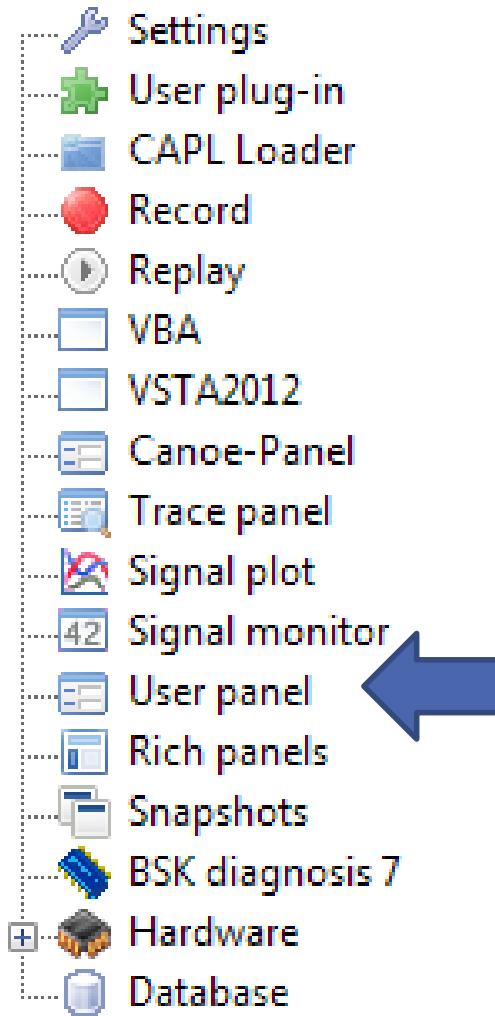 Settings
User plug-in
CAPL Loader
Record
Replay
VBA
VSTA2012
Canoe-Panel
Trace panel
Signal plot
42 Signal monitor
User panel
Rich panels
Snapshots
BSK diagnosis 7
Hardware
Database